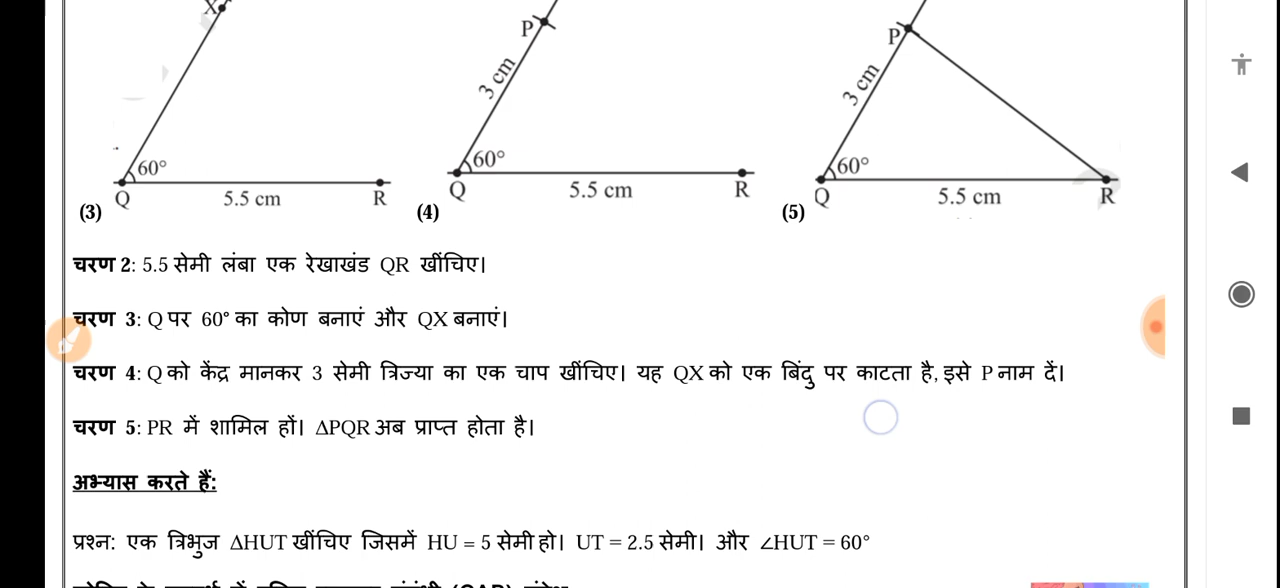 X
P
P
3 cm
3 cm
60°
60°
60°
Q
5.5 cm
R
Q
5.5 cm
R
Q
5.5 cm
R
(3)
(4)
(5)
चरण 2: 5.5 सेमी लंबा एक रेखाखंड QR खींचिए।
चरण 3: Q पर 60° का कोण बनाएं और QX बनाएं।
चरण 4: Q को केंद्र मानकर 3 सेमी त्रिज्या का एक चाप खींचिए। यह QX को एक बिंदु पर काटता है, इसे P नाम दें।
चरण 5: PR में शामिल हों। ΔPQR अब प्राप्त होता है।
अभ्यास करते हैं:
प्रश्न: एक त्रिभुज ΔHUT खींचिए जिसमें HU = 5 सेमी हो। UT = 2.5 सेमी। और ∠HUT = 60°